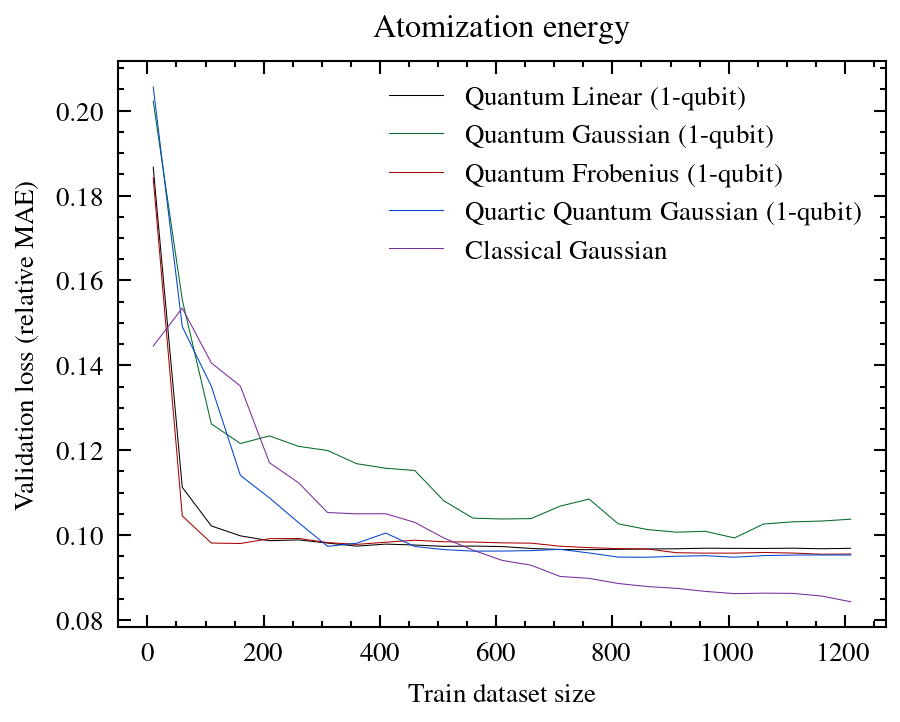 Atomization energy
Quantum Linear (1-qubit)
Quantum Gaussian (1-qubit)
Quantum Frobenius (1-qubit)
Quartic Quantum Gaussian (1-qubit)
Classical Gaussian
Validation loss (relative MAE)
0.20
0.18
0.16
0.14
0.12
0.10
0.08
0 200 400 600 800 1000 1200
Train dataset size